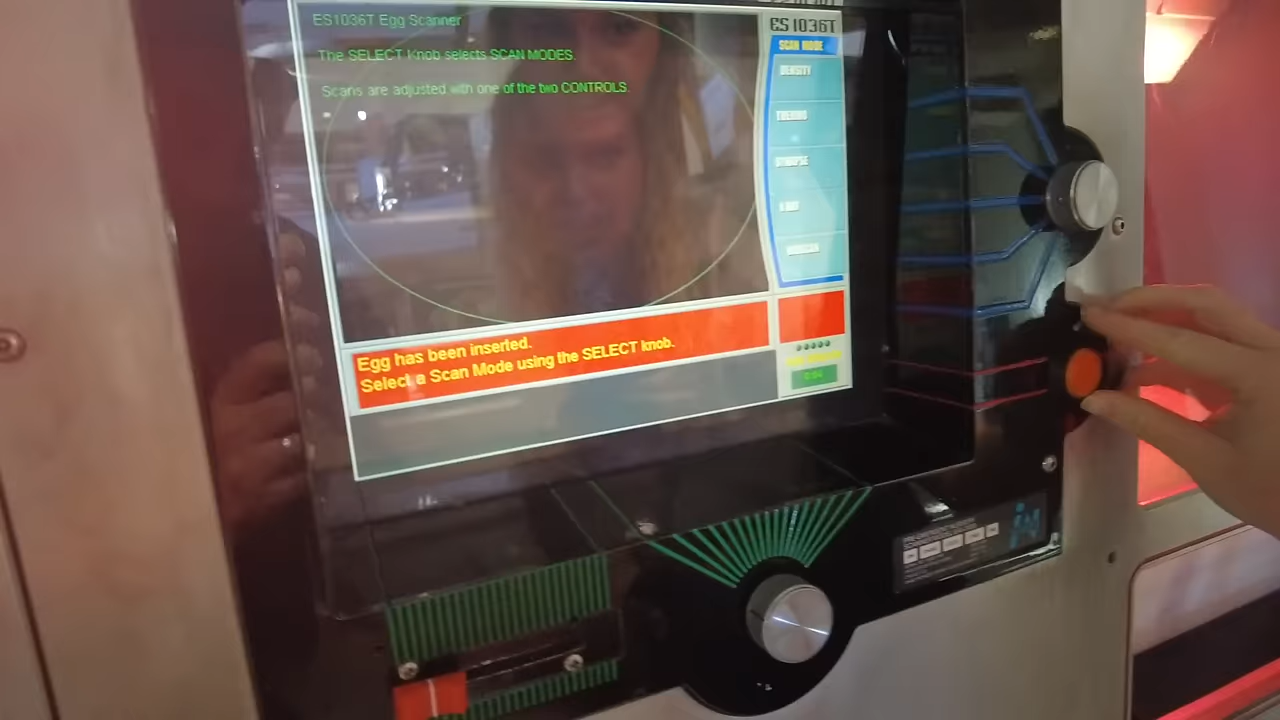 ES1036T Egg Scanner
ES1036T
SCAN MODE
The SELECT Knob selects SCAN MODES.
DENSITY
Scans are adjusted with one of the two CONTROLS.
THERMO
SYNAPSE
Egg has been inserted.
Select a Scan Mode using the SELECT knob.